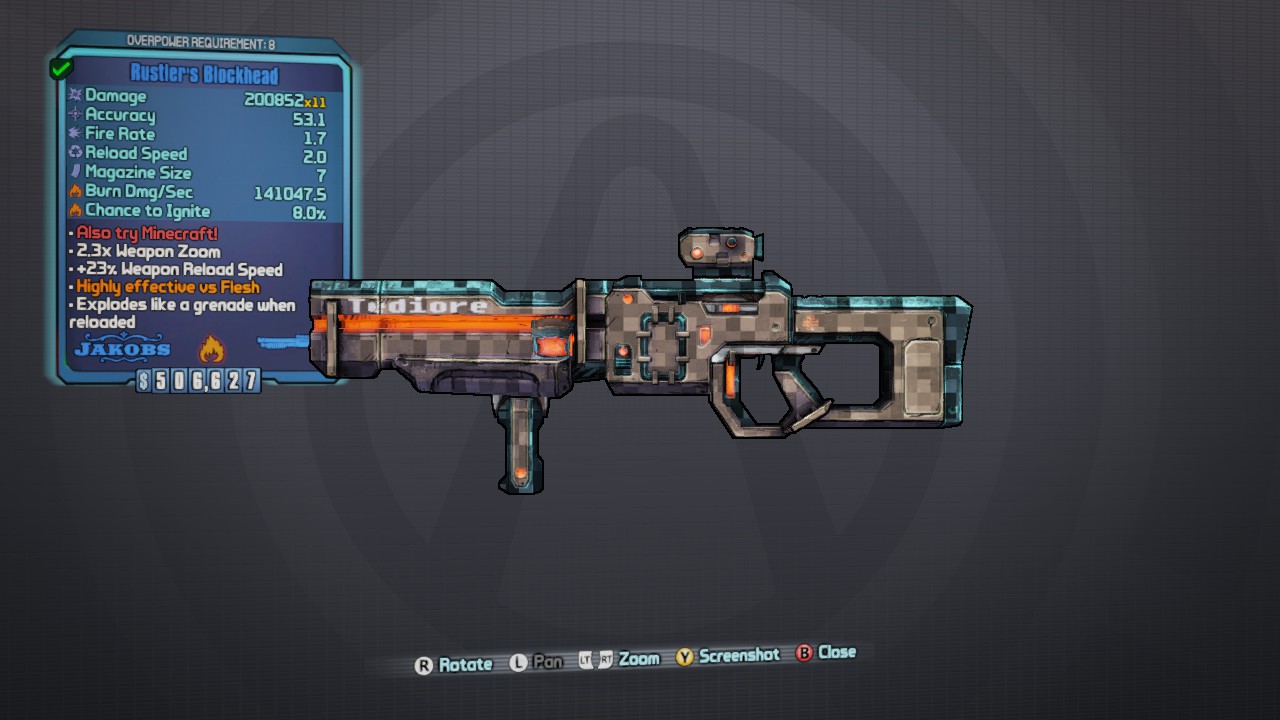 OVERPOWER REQUIREMENT: 8
Rustler's Blockhead
Damage 200852x11
Accuracy 53.1
Fire Rate 1.7
Reload Speed 2.0
Magazine Size 7
Burn Dmg/Sec 141047.5
Chance to Ignite 8.0%
• Also try Minecraft!
• 2.3x Weapon Zoom
• +23% Weapon Reload Speed
• Highly effective vs Flesh
• Explodes like a grenade when
reloaded
JAKOBS
$506,627
Tediore
R Rotate L Pan LT RT Zoom Y Screenshot B Close